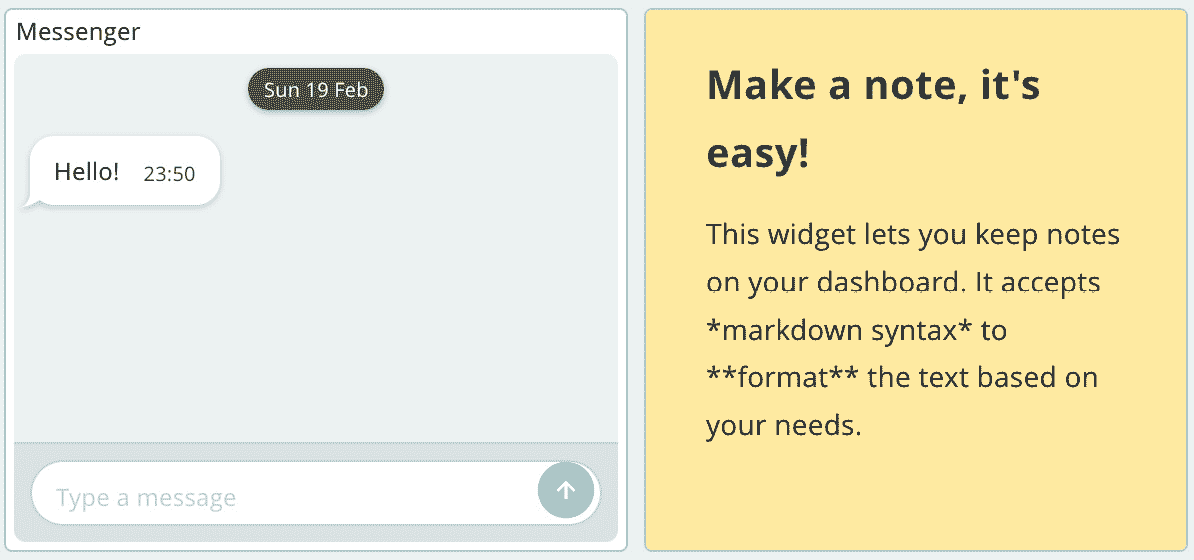 Messenger
Sun 19 Feb
Hello! 23:50
Type a message
Make a note, it's
easy!
This widget lets you keep notes
on your dashboard. It accepts
*markdown syntax* to
**format** the text based on
your needs.